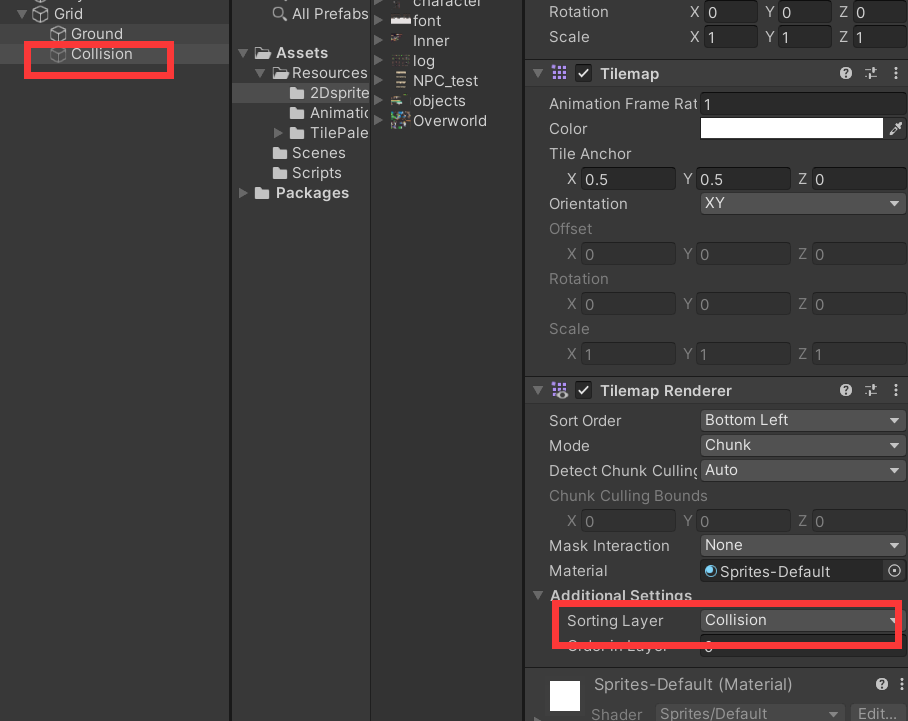 Grid
Ground
Collision
All Prefabs
Assets
Resources
2Dsprite
Animatic
TilePale
Scenes
Scripts
Packages
character
font
Inner
log
NPC_test
objects
Overworld
Rotation X 0 Y 0 Z 0
Scale X 1 Y 1 Z 1
Tilemap
Animation Frame Rat 1
Color
Tile Anchor
X 0.5 Y 0.5 Z 0
Orientation XY
Offset
X 0 Y 0 Z 0
Rotation
X 0 Y 0 Z 0
Scale
X 1 Y 1 Z 1
Tilemap Renderer
Sort Order Bottom Left
Mode Chunk
Detect Chunk Culling Auto
Chunk Culling Bounds
X 0 Y 0 Z 0
Mask Interaction None
Material Sprites-Default
Additional Settings
Sorting Layer Collision
Order in Layer 0
Sprites-Default (Material)
Shader Sprites/Default Edit...